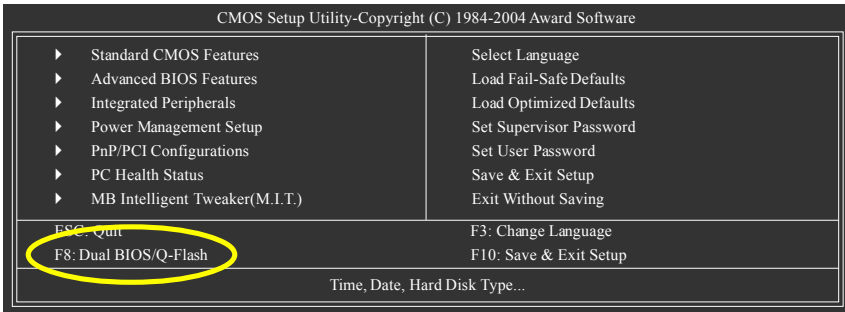 CMOS Setup Utility-Copyright (C) 1984-2004 Award Software
Standard CMOS Features
Advanced BIOS Features
Integrated Peripherals
Power Management Setup
PnP/PCI Configurations
PC Health Status
MB Intelligent Tweaker(M.I.T.)
Select Language
Load Fail-Safe Defaults
Load Optimized Defaults
Set Supervisor Password
Set User Password
Save & Exit Setup
Exit Without Saving
ESC: Quit
F8: Dual BIOS/Q-Flash
F3: Change Language
F10: Save & Exit Setup
Time, Date, Hard Disk Type...